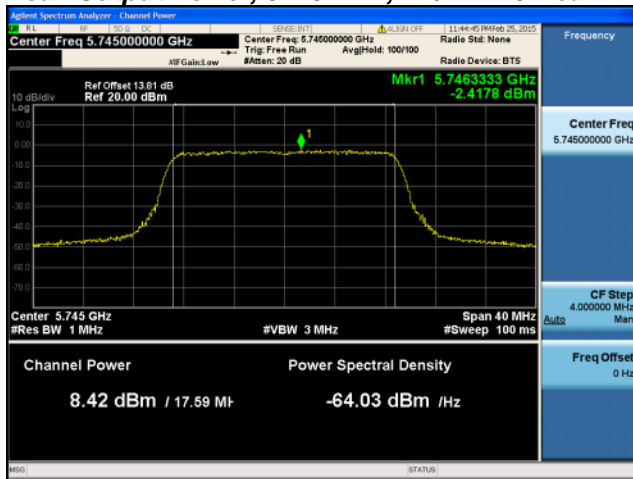 Agilent Spectrum Analyzer - Channel Power
RL RF 50 Ω DC SENSE:INT ALIGN OFF 11:44:45 PM Feb 25, 2015
Center Freq 5.745000000 GHz
Center Freq: 5.745000000 GHz
Radio Std: None
Trig: Free Run Avg|Hold: 100/100
#IFGain:Low #Atten: 20 dB Radio Device: BTS
Frequency
Mkr1 5.7463333 GHz
-2.4178 dBm
Ref Offset 13.81 dB
10 dB/div Ref 20.00 dBm
Log
10.0
0.00
1
-10.0
-20.0
-30.0
-40.0
-50.0
-60.0
-70.0
Center Freq
5.745000000 GHz
Center 5.745 GHz Span 40 MHz
#Res BW 1 MHz #VBW 3 MHz #Sweep 100 ms
CF Step
4.000000 MHz
Auto Man
Channel Power Power Spectral Density
8.42 dBm / 17.59 MH -64.03 dBm /Hz
Freq Offset
0 Hz
MSG STATUS